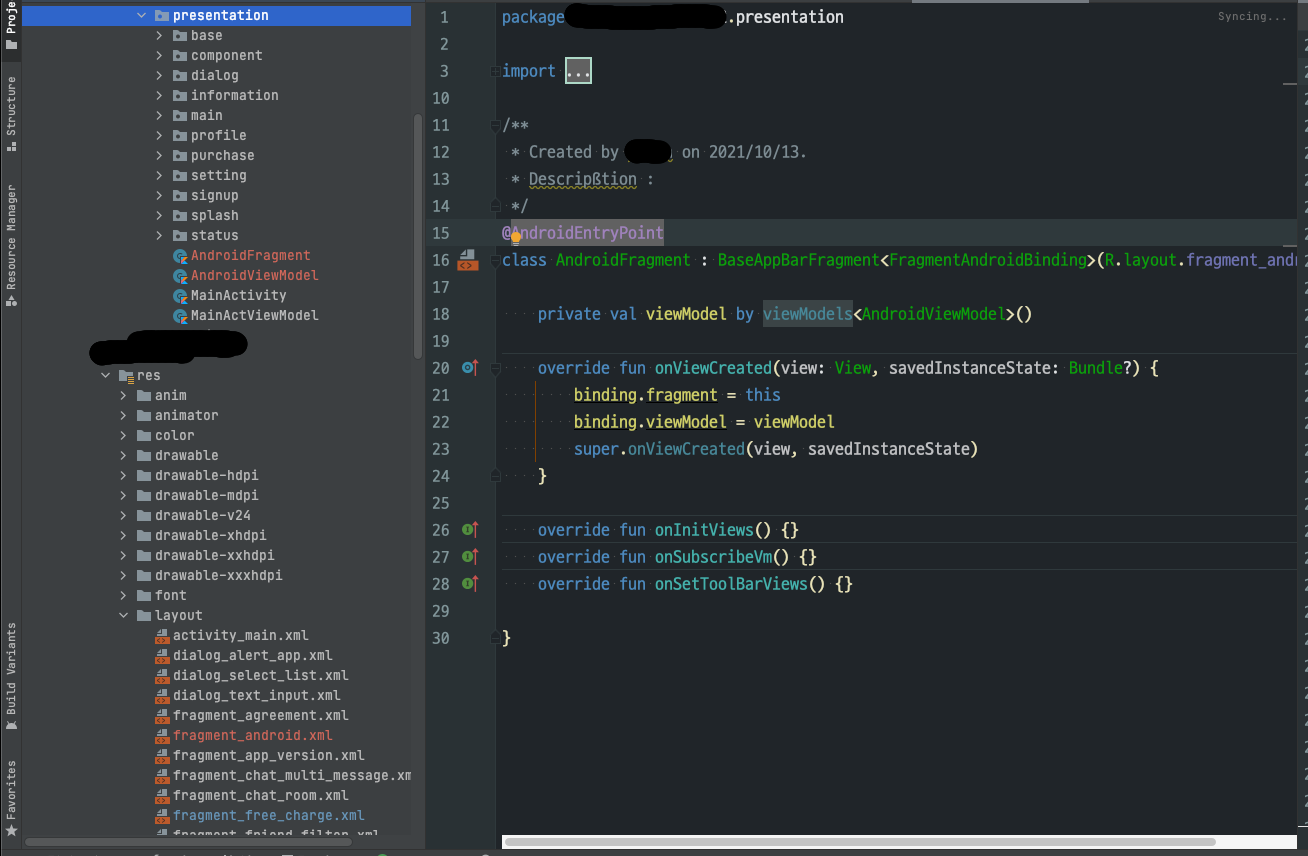 Proje
Structure
Resource Manager
Build Variants
Favorites
presentation
base
component
dialog
information
main
profile
purchase
setting
signup
splash
status
AndroidFragment
AndroidViewModel
MainActivity
MainActViewModel
res
anim
animator
color
drawable
drawable-hdpi
drawable-mdpi
drawable-v24
drawable-xhdpi
drawable-xxhdpi
drawable-xxxhdpi
font
layout
activity_main.xml
dialog_alert_app.xml
dialog_select_list.xml
dialog_text_input.xml
fragment_agreement.xml
fragment_android.xml
fragment_app_version.xml
fragment_chat_multi_message.xm
fragment_chat_room.xml
fragment_free_charge.xml
Syncing...
1 package .presentation
2
3 import ...
10
11 /**
12 * Created by on 2021/10/13.
13 * Descripßtion :
14 */
15 @AndroidEntryPoint
16 class AndroidFragment : BaseAppBarFragment<FragmentAndroidBinding>(R.layout.fragment_and
17
18 private val viewModel by viewModels<AndroidViewModel>()
19
20 override fun onViewCreated(view: View, savedInstanceState: Bundle?) {
21 binding.fragment = this
22 binding.viewModel = viewModel
23 super.onViewCreated(view, savedInstanceState)
24 }
25
26 override fun onInitViews() {}
27 override fun onSubscribeVm() {}
28 override fun onSetToolBarViews() {}
29
30 }